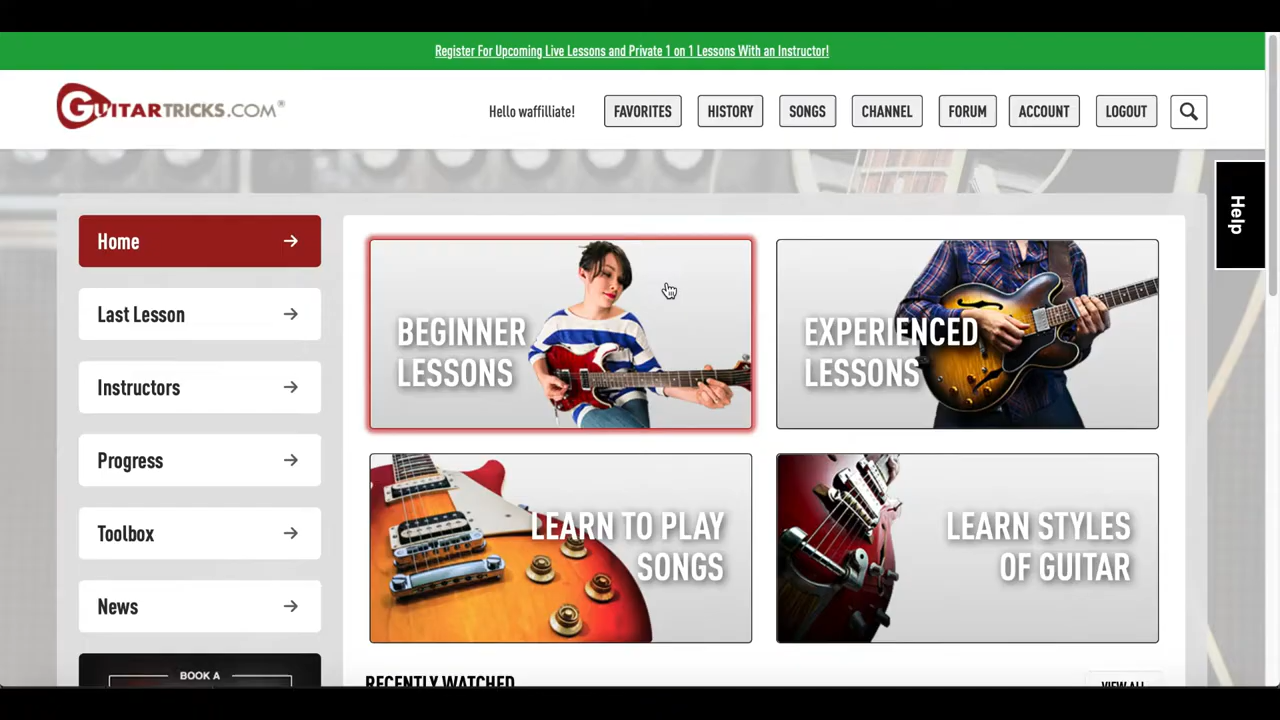 Register For Upcoming Live Lessons and Private 1 on 1 Lessons With an Instructor!
GUITARTRICKS.COM®
Hello waffilliate!
FAVORITES
HISTORY
SONGS
CHANNEL
FORUM
ACCOUNT
LOGOUT
Help
Home
Last Lesson
Instructors
Progress
Toolbox
News
BOOK A
BEGINNER
LESSONS
EXPERIENCED
LESSONS
LEARN TO PLAY
SONGS
LEARN STYLES
OF GUITAR
RECENTLY WATCHED
VIEW ALL